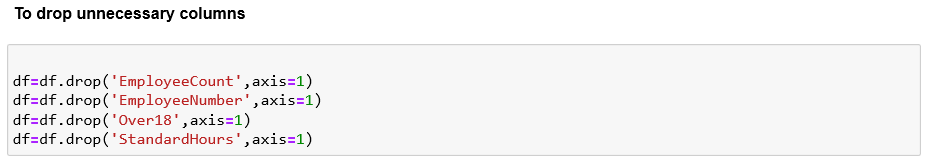 To drop unnecessary columns
df=df.drop('EmployeeCount',axis=1)
df=df.drop('EmployeeNumber',axis=1)
df=df.drop('Over18',axis=1)
df=df.drop('StandardHours',axis=1)